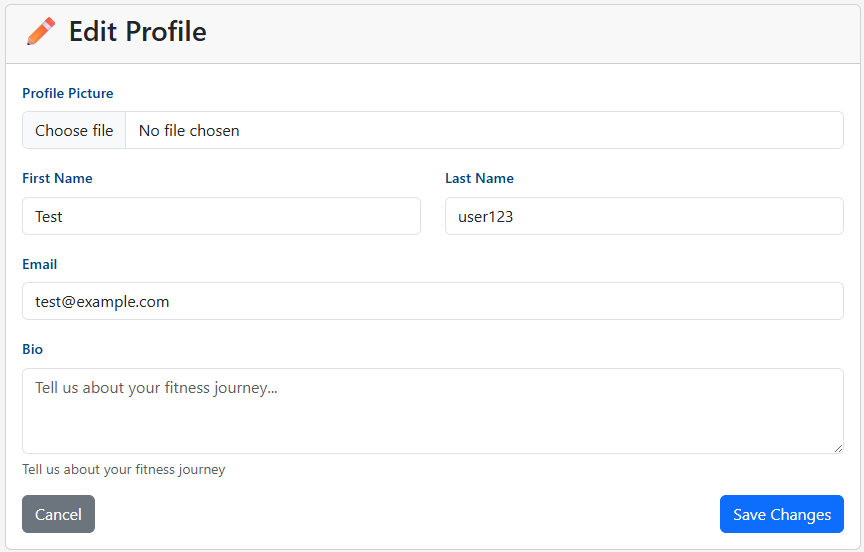 Edit Profile
Profile Picture
Choose file No file chosen
First Name Last Name
Test user123
Email
test@example.com
Bio
Tell us about your fitness journey...
Tell us about your fitness journey
Cancel Save Changes